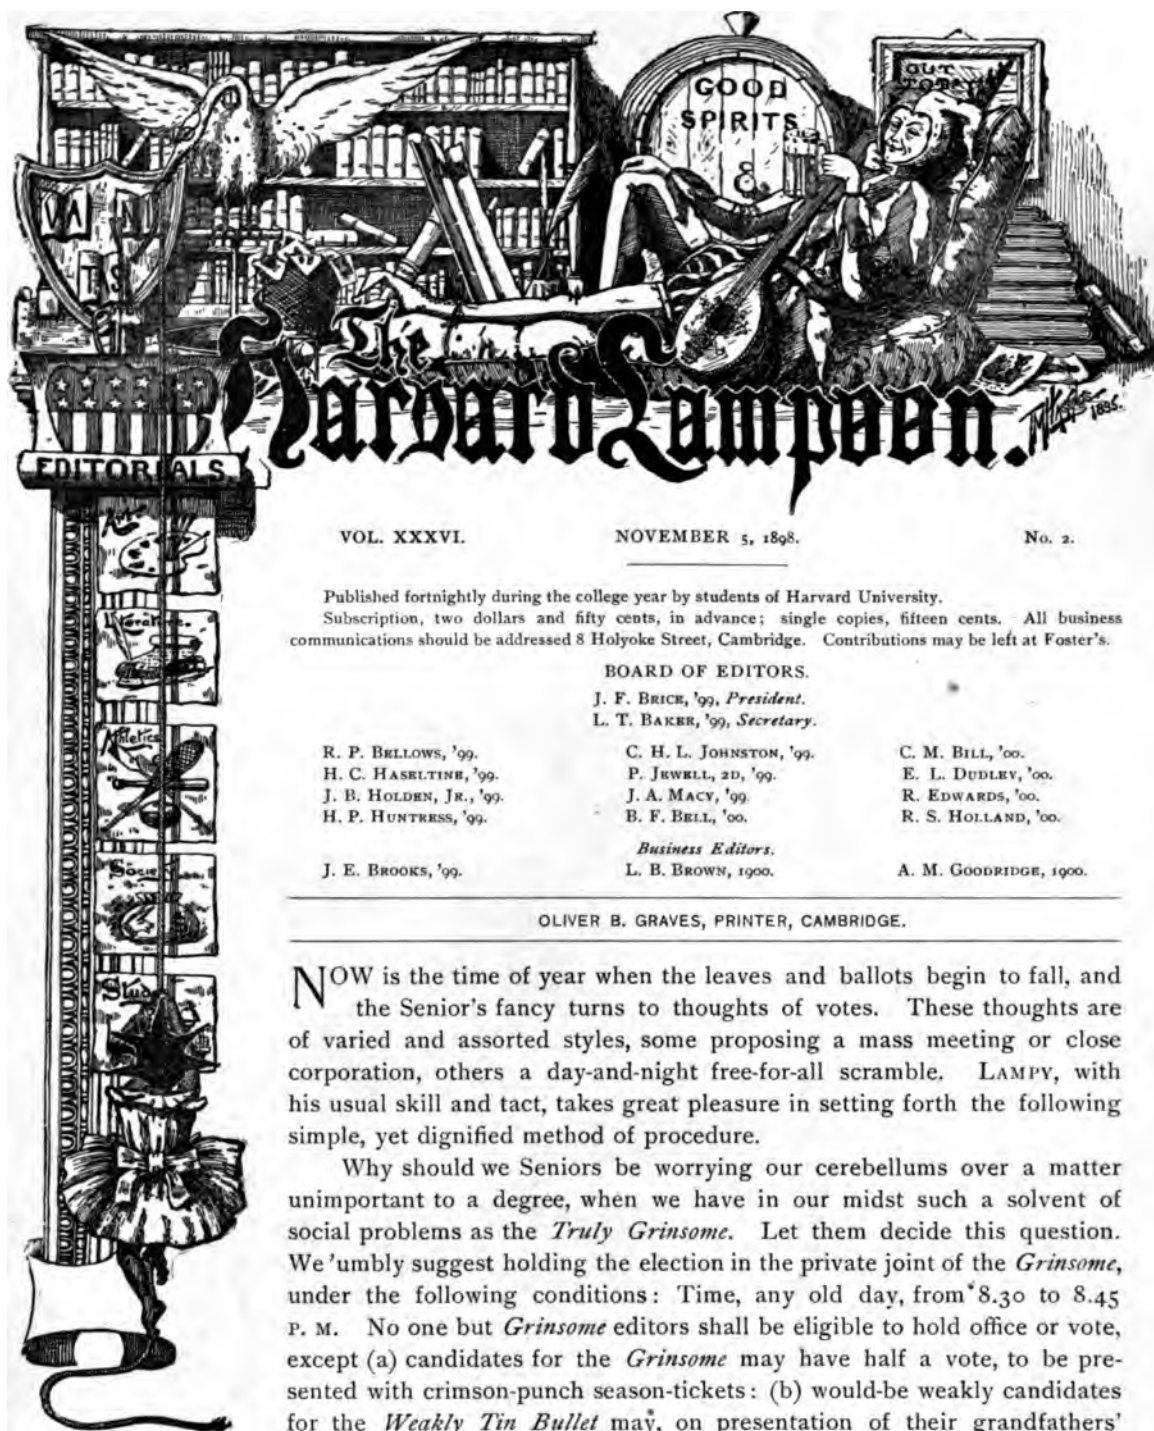 GOOD
SPIRITS
OUT
VA NI
TAS
The
Harvard Lampoon.
1895.
EDITORIALS.
Art
Literature.
Athletics
Society
VOL. XXXVI. NOVEMBER 5, 1898. No. 2.
Published fortnightly during the college year by students of Harvard University.
Subscription, two dollars and fifty cents, in advance; single copies, fifteen cents. All business
communications should be addressed 8 Holyoke Street, Cambridge. Contributions may be left at Foster's.
BOARD OF EDITORS.
J. F. BRICE, '99, President.
L. T. BAKER, '99, Secretary.
R. P. BELLOWS, '99. C. H. L. JOHNSTON, '99. C. M. BILL, '00.
H. C. HASELTINE, '99. P. JEWELL, 2D, '99. E. L. DUDLEY, '00.
J. B. HOLDEN, JR., '99. J. A. MACY, '99. R. EDWARDS, '00.
H. P. HUNTRESS, '99. B. F. BELL, '00. R. S. HOLLAND, '00.
Business Editors.
J. E. BROOKS, '99. L. B. BROWN, 1900. A. M. GOODRIDGE, 1900.
OLIVER B. GRAVES, PRINTER, CAMBRIDGE.
NOW is the time of year when the leaves and ballots begin to fall, and
the Senior's fancy turns to thoughts of votes. These thoughts are
of varied and assorted styles, some proposing a mass meeting or close
corporation, others a day-and-night free-for-all scramble. LAMPY, with
his usual skill and tact, takes great pleasure in setting forth the following
simple, yet dignified method of procedure.
Why should we Seniors be worrying our cerebellums over a matter
unimportant to a degree, when we have in our midst such a solvent of
social problems as the Truly Grinsome. Let them decide this question.
We 'umbly suggest holding the election in the private joint of the Grinsome,
under the following conditions: Time, any old day, from 8.30 to 8.45
P. M. No one but Grinsome editors shall be eligible to hold office or vote,
except (a) candidates for the Grinsome may have half a vote, to be pre-
sented with crimson-punch season-tickets: (b) would-be weakly candidates
for the Weakly Tin Bullet may, on presentation of their grandfathers'